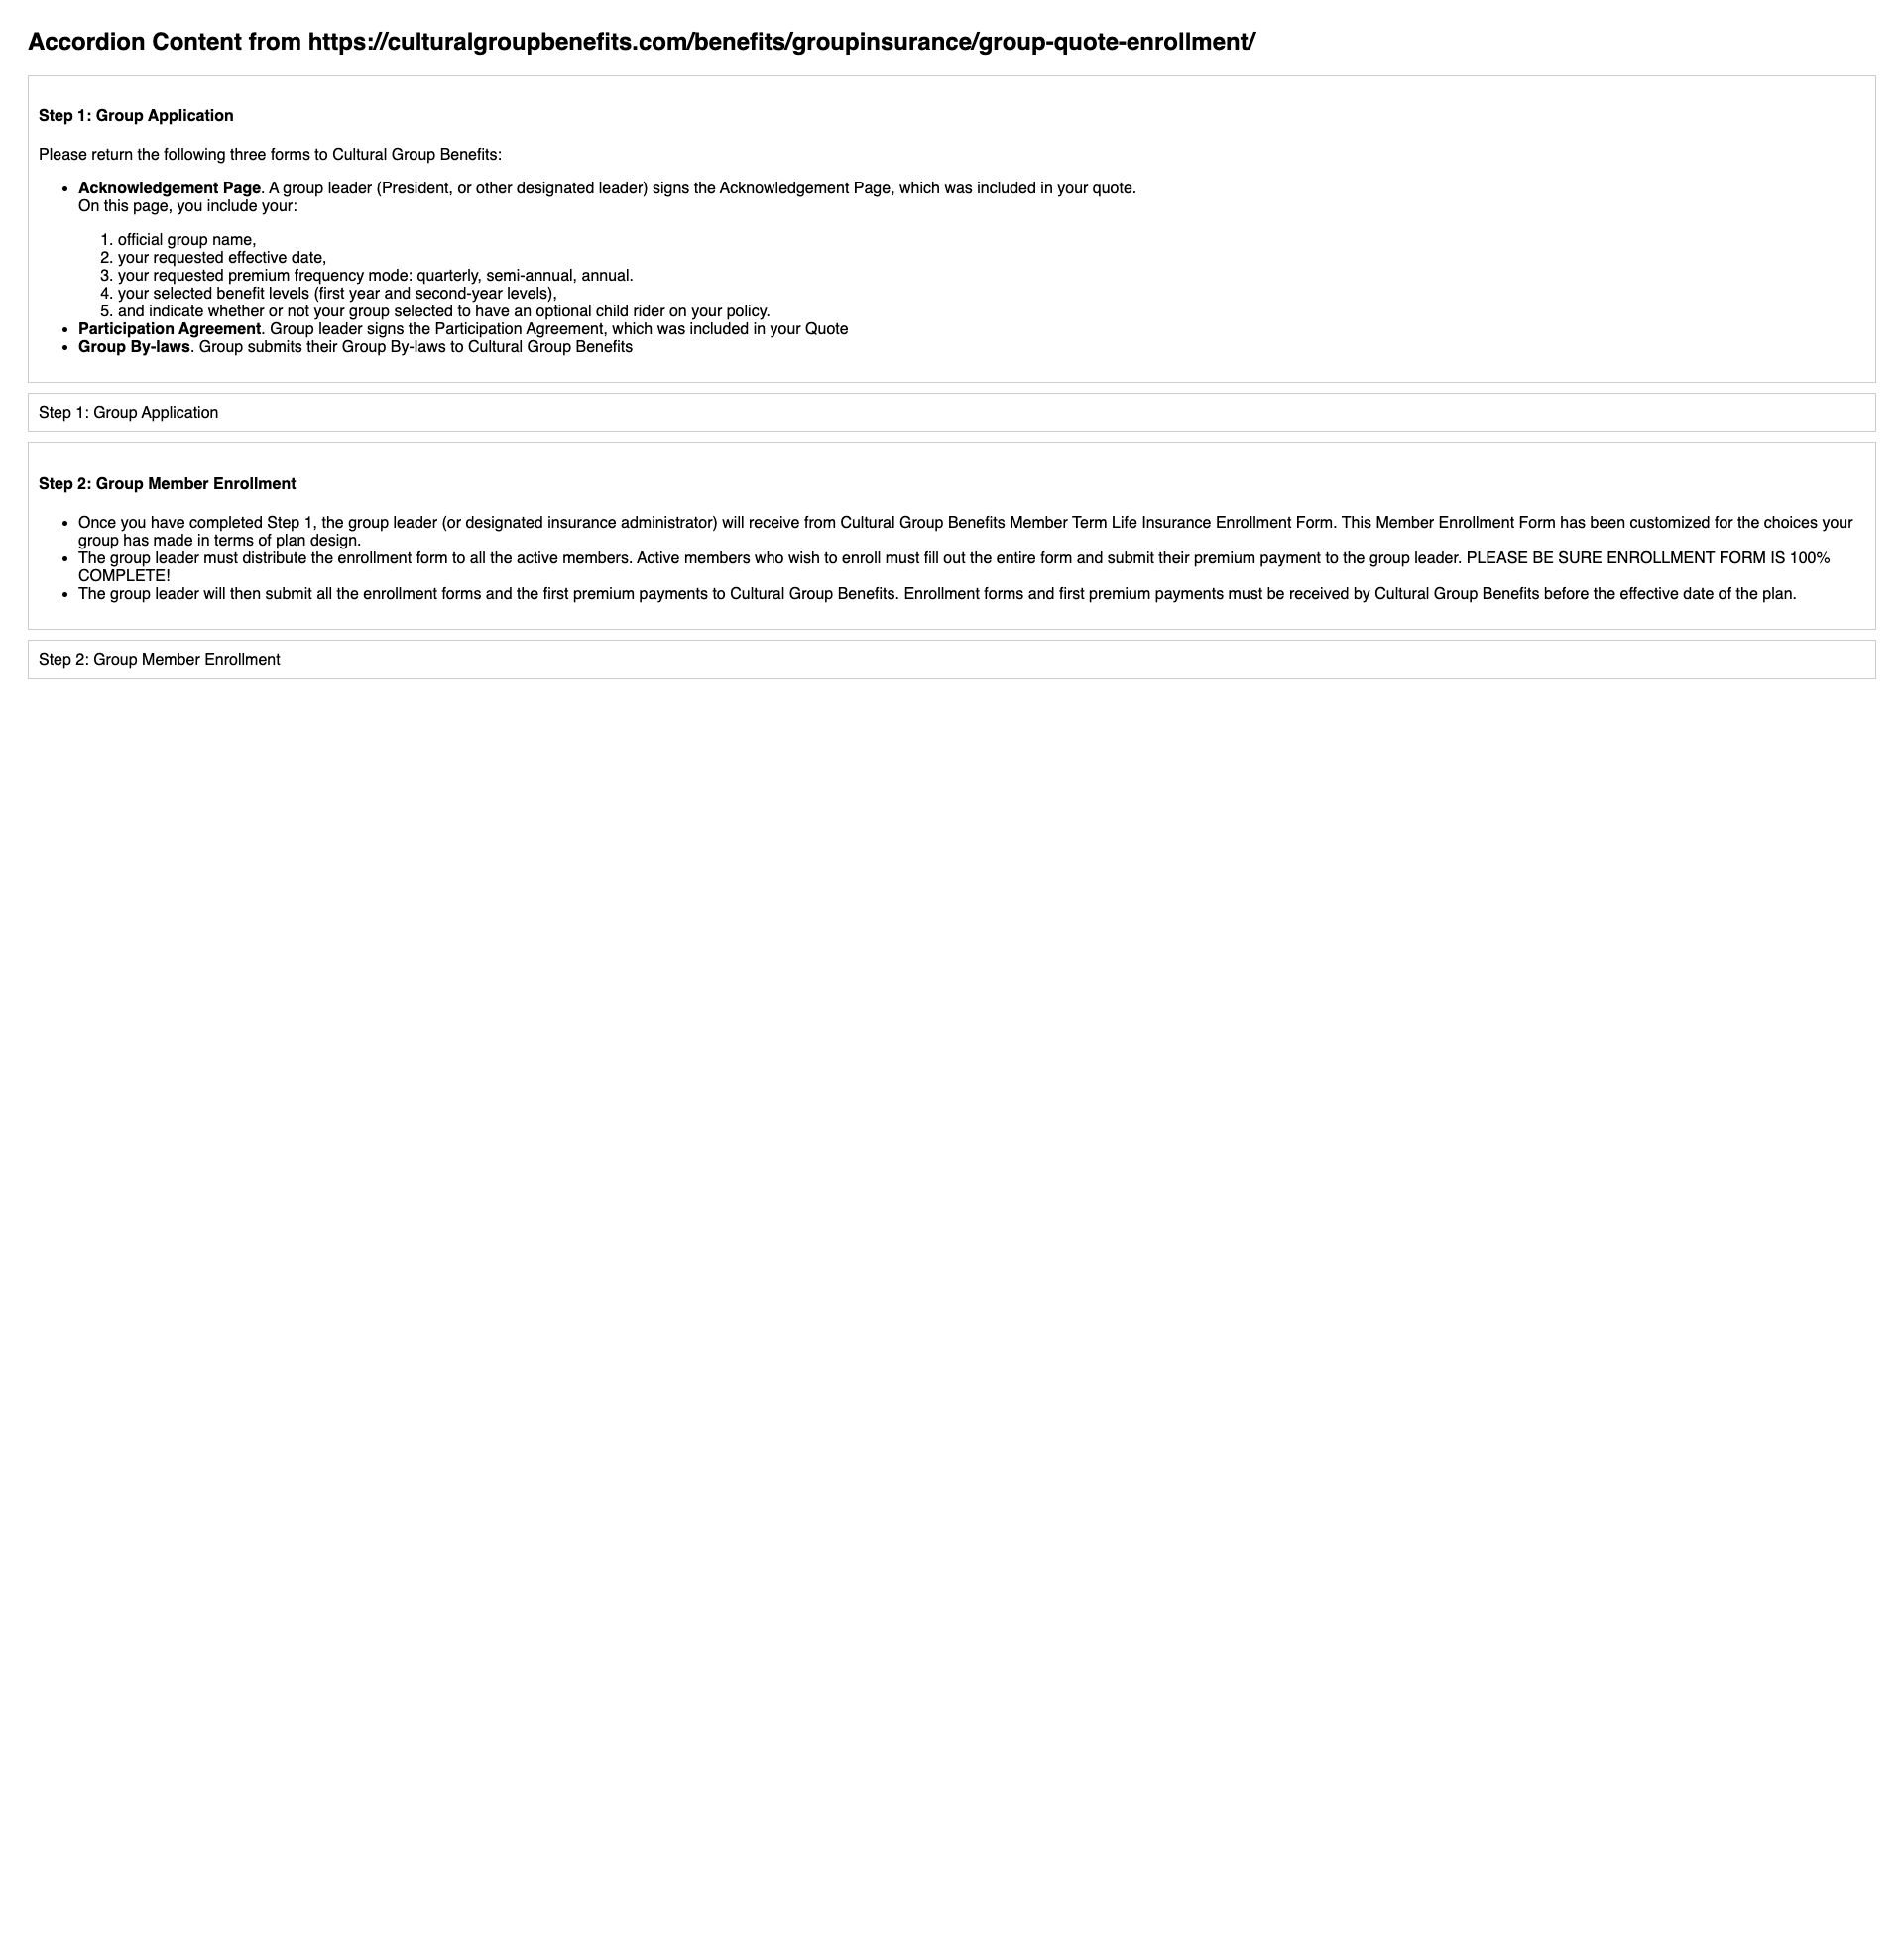 Accordion Content from https://culturalgroupbenefits.com/benefits/groupinsurance/group-quote-enrollment/
Step 1: Group Application
Please return the following three forms to Cultural Group Benefits:
• Acknowledgement Page. A group leader (President, or other designated leader) signs the Acknowledgement Page, which was included in your quote.
On this page, you include your:
1. official group name,
2. your requested effective date,
3. your requested premium frequency mode: quarterly, semi-annual, annual.
4. your selected benefit levels (first year and second-year levels),
5. and indicate whether or not your group selected to have an optional child rider on your policy.
• Participation Agreement. Group leader signs the Participation Agreement, which was included in your Quote
• Group By-laws. Group submits their Group By-laws to Cultural Group Benefits
Step 1: Group Application
Step 2: Group Member Enrollment
• Once you have completed Step 1, the group leader (or designated insurance administrator) will receive from Cultural Group Benefits Member Term Life Insurance Enrollment Form. This Member Enrollment Form has been customized for the choices your
group has made in terms of plan design.
• The group leader must distribute the enrollment form to all the active members. Active members who wish to enroll must fill out the entire form and submit their premium payment to the group leader. PLEASE BE SURE ENROLLMENT FORM IS 100%
COMPLETE!
• The group leader will then submit all the enrollment forms and the first premium payments to Cultural Group Benefits. Enrollment forms and first premium payments must be received by Cultural Group Benefits before the effective date of the plan.
Step 2: Group Member Enrollment